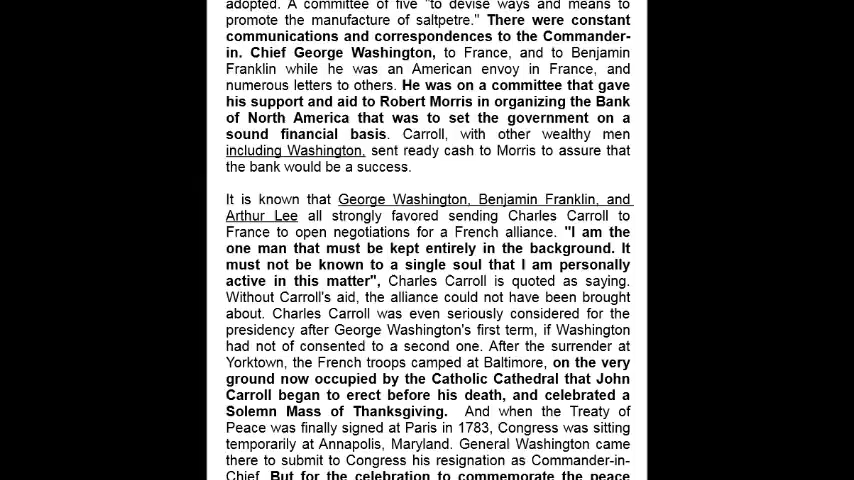 adopted. A committee of five "to devise ways and means to
promote the manufacture of saltpetre." There were constant
communications and correspondences to the Commander-
in. Chief George Washington, to France, and to Benjamin
Franklin while he was an American envoy in France, and
numerous letters to others. He was on a committee that gave
his support and aid to Robert Morris in organizing the Bank
of North America that was to set the government on a
sound financial basis. Carroll, with other wealthy men
including Washington, sent ready cash to Morris to assure that
the bank would be a success.
It is known that George Washington, Benjamin Franklin, and
Arthur Lee all strongly favored sending Charles Carroll to
France to open negotiations for a French alliance. "I am the
one man that must be kept entirely in the background. It
must not be known to a single soul that I am personally
active in this matter", Charles Carroll is quoted as saying.
Without Carroll's aid, the alliance could not have been brought
about. Charles Carroll was even seriously considered for the
presidency after George Washington's first term, if Washington
had not of consented to a second one. After the surrender at
Yorktown, the French troops camped at Baltimore, on the very
ground now occupied by the Catholic Cathedral that John
Carroll began to erect before his death, and celebrated a
Solemn Mass of Thanksgiving. And when the Treaty of
Peace was finally signed at Paris in 1783, Congress was sitting
temporarily at Annapolis, Maryland. General Washington came
there to submit to Congress his resignation as Commander-in-
Chief. But for the celebration to commemorate the peace